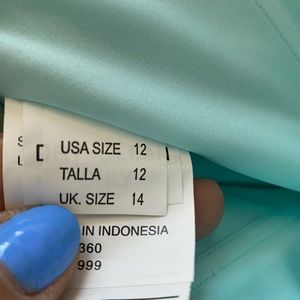 USA SIZE 12
TALLA 12
UK. SIZE 14
IN INDONESIA
360
999